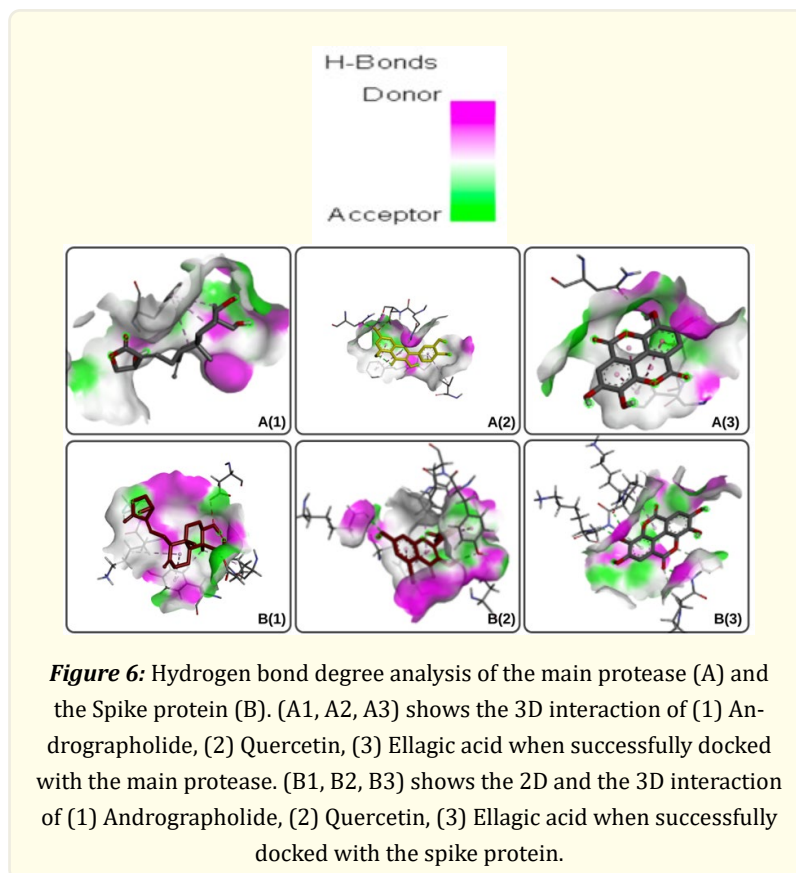 H-Bonds
Donor
Acceptor
A(1)
A(2)
A(3)
B(1)
B(2)
B(3)
Figure 6: Hydrogen bond degree analysis of the main protease (A) and
the Spike protein (B). (A1, A2, A3) shows the 3D interaction of (1) An-
drographolide, (2) Quercetin, (3) Ellagic acid when successfully docked
with the main protease. (B1, B2, B3) shows the 2D and the 3D interaction
of (1) Andrographolide, (2) Quercetin, (3) Ellagic acid when successfully
docked with the spike protein.